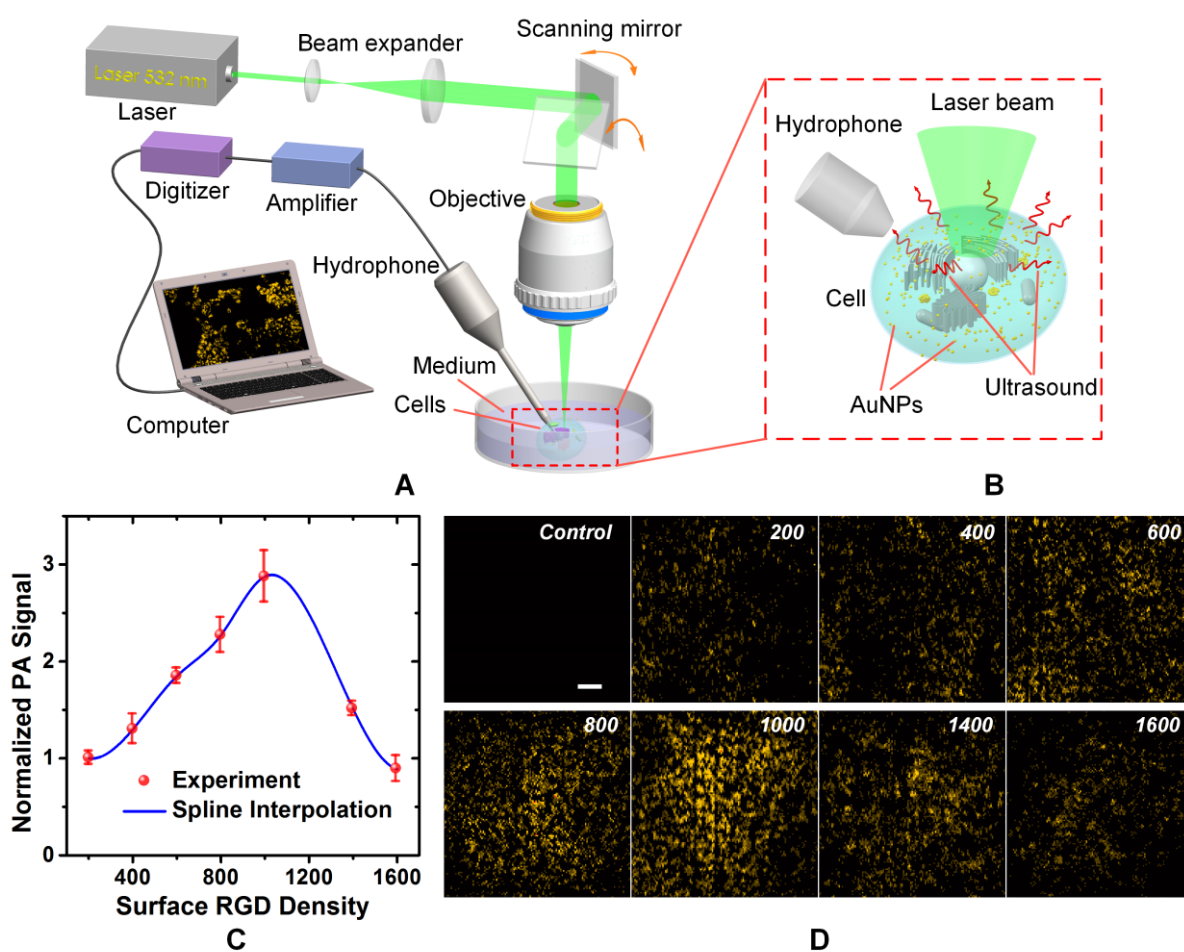 Scanning mirror
Beam expander
Laser 532 nm
Laser
Digitizer
Amplifier
Objective
Hydrophone
Medium
Cells
Computer
A
Laser beam
Hydrophone
Cell
AuNPs
Ultrasound
B
Normalized PA Signal
3
2
1
0
Experiment
Spline Interpolation
400 800 1200 1600
Surface RGD Density
C
Control 200 400 600
800 1000 1400 1600
D